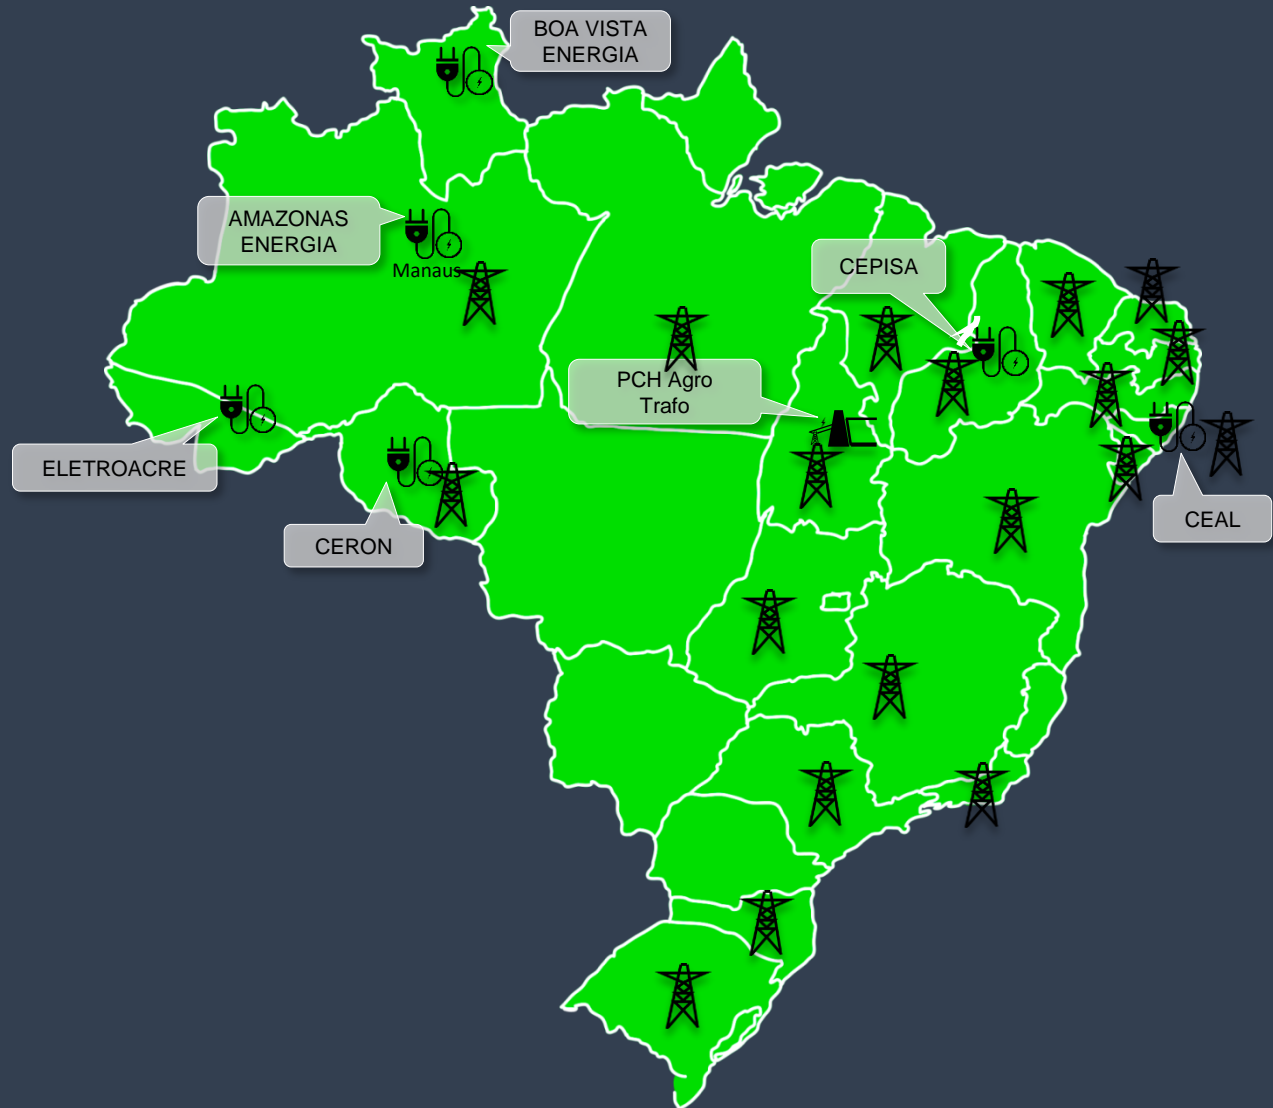 BOA VISTA
ENERGIA
AMAZONAS
ENERGIA
Manaus
CEPISA
PCH Agro
Trafo
ELETROACRE
CERON
CEAL